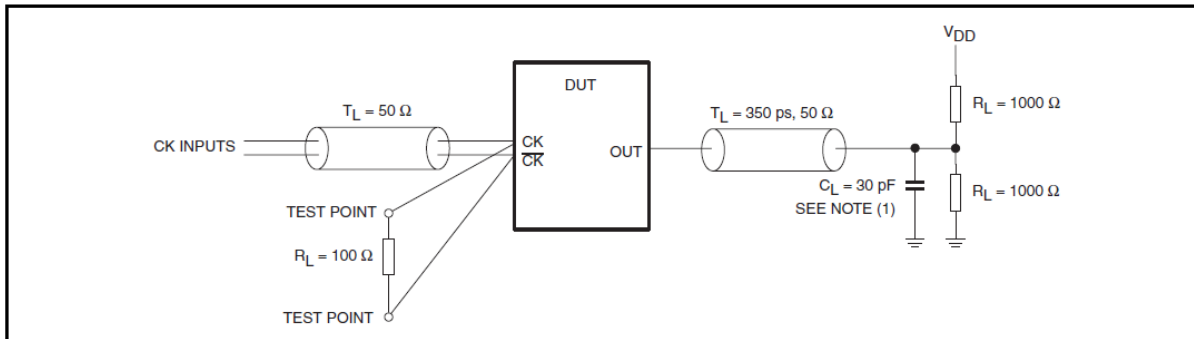 V_DD
DUT
T_L = 50 Ω
T_L = 350 ps, 50 Ω
R_L = 1000 Ω
CK INPUTS
CK
C̅K̅
OUT
C_L = 30 pF
SEE NOTE (1)
R_L = 1000 Ω
TEST POINT
R_L = 100 Ω
TEST POINT